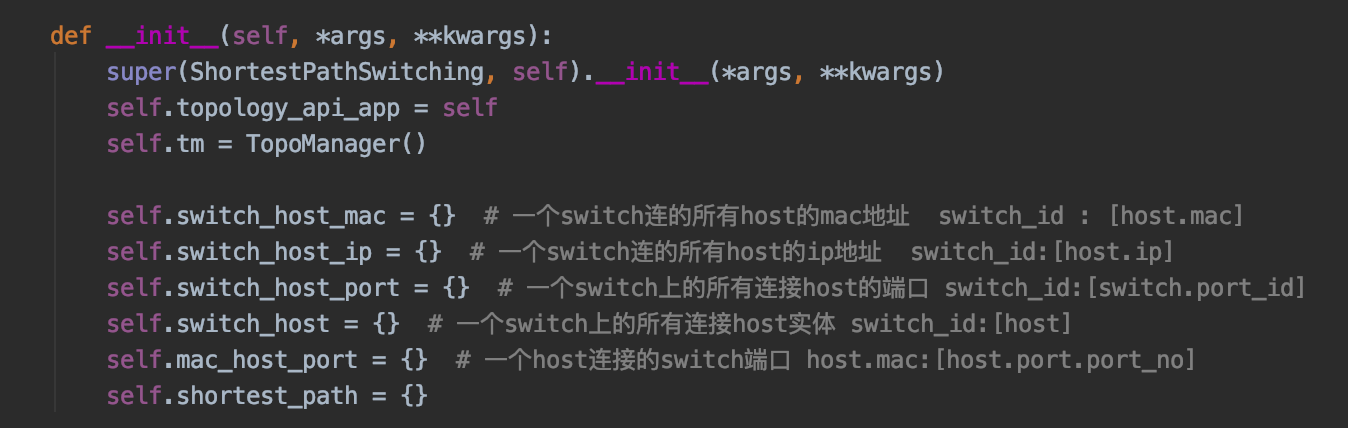 def __init__(self, *args, **kwargs):
super(ShortestPathSwitching, self).__init__(*args, **kwargs)
self.topology_api_app = self
self.tm = TopoManager()
self.switch_host_mac = {}  # 一个switch连的所有host的mac地址  switch_id : [host.mac]
self.switch_host_ip = {}  # 一个switch连的所有host的ip地址  switch_id:[host.ip]
self.switch_host_port = {}  # 一个switch上的所有连接host的端口 switch_id:[switch.port_id]
self.switch_host = {}  # 一个switch上的所有连接host实体 switch_id:[host]
self.mac_host_port = {}  # 一个host连接的switch端口 host.mac:[host.port.port_no]
self.shortest_path = {}